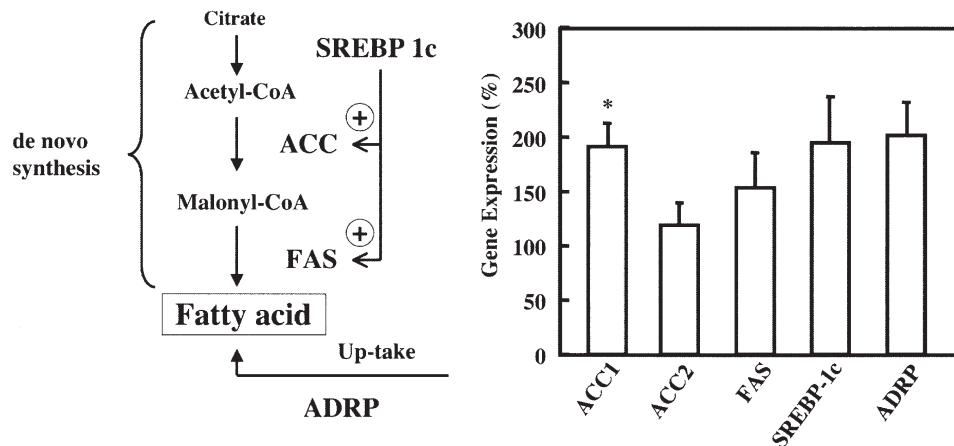 Citrate
SREBP 1c
Acetyl-CoA
+
ACC
de novo
synthesis
Malonyl-CoA
+
FAS
Fatty acid
Up-take
ADRP
Gene Expression (%)
300
250
200
150
100
50
0
*
ACC1
ACC2
FAS
SREBP-1c
ADRP